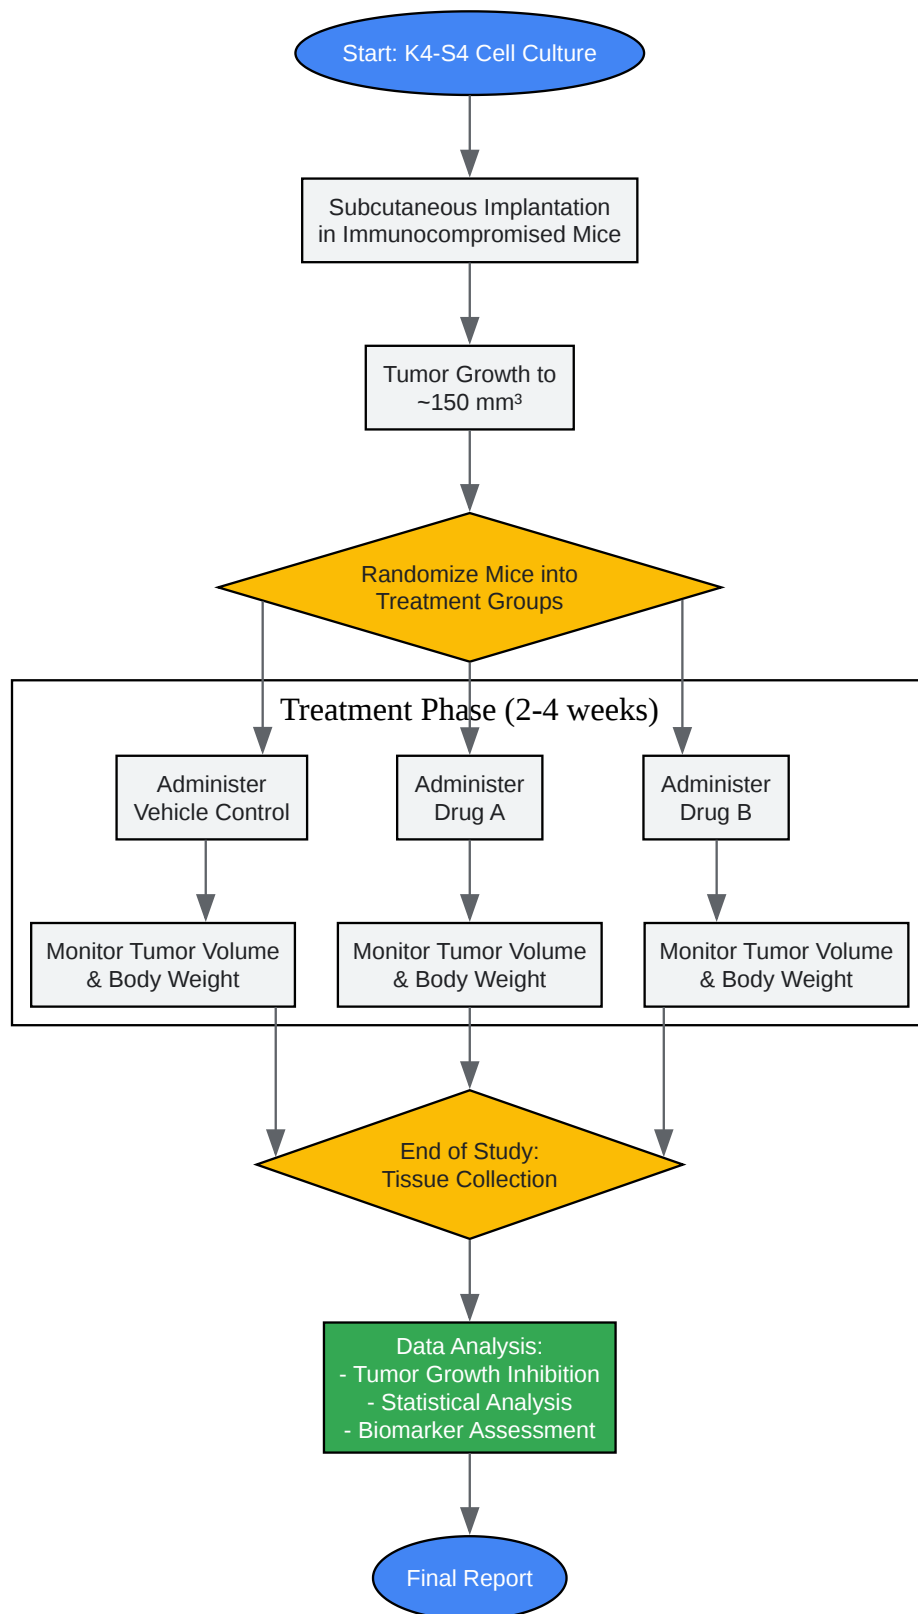 Start: K4-S4 Cell Culture
Subcutaneous Implantation
in Immunocompromised Mice
Tumor Growth to
~150 mm³
Randomize Mice into
Treatment Groups
Treatment Phase (2-4 weeks)
Administer
Vehicle Control
Administer
Drug A
Administer
Drug B
Monitor Tumor Volume
& Body Weight
Monitor Tumor Volume
& Body Weight
Monitor Tumor Volume
& Body Weight
End of Study:
Tissue Collection
Data Analysis:
- Tumor Growth Inhibition
- Statistical Analysis
- Biomarker Assessment
Final Report